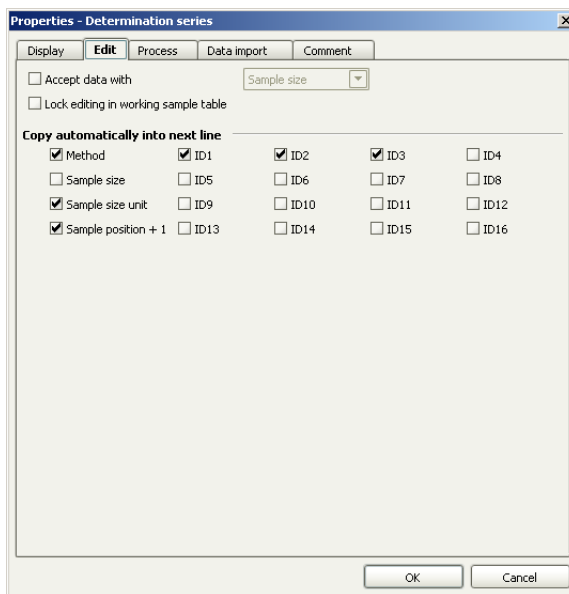 Properties - Determination series
Display Edit Process Data import Comment
Accept data with Sample size
Lock editing in working sample table
Copy automatically into next line
Method ID1 ID2 ID3 ID4
Sample size ID5 ID6 ID7 ID8
Sample size unit ID9 ID10 ID11 ID12
Sample position + 1 ID13 ID14 ID15 ID16
OK Cancel